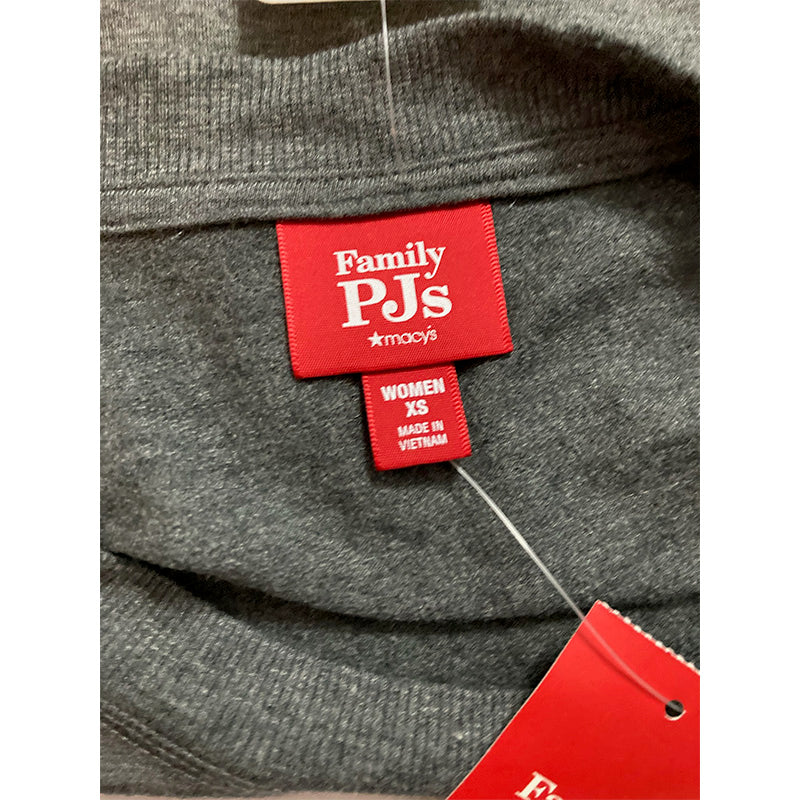 Family
PJs
★macy's
WOMEN
XS
MADE IN
VIETNAM